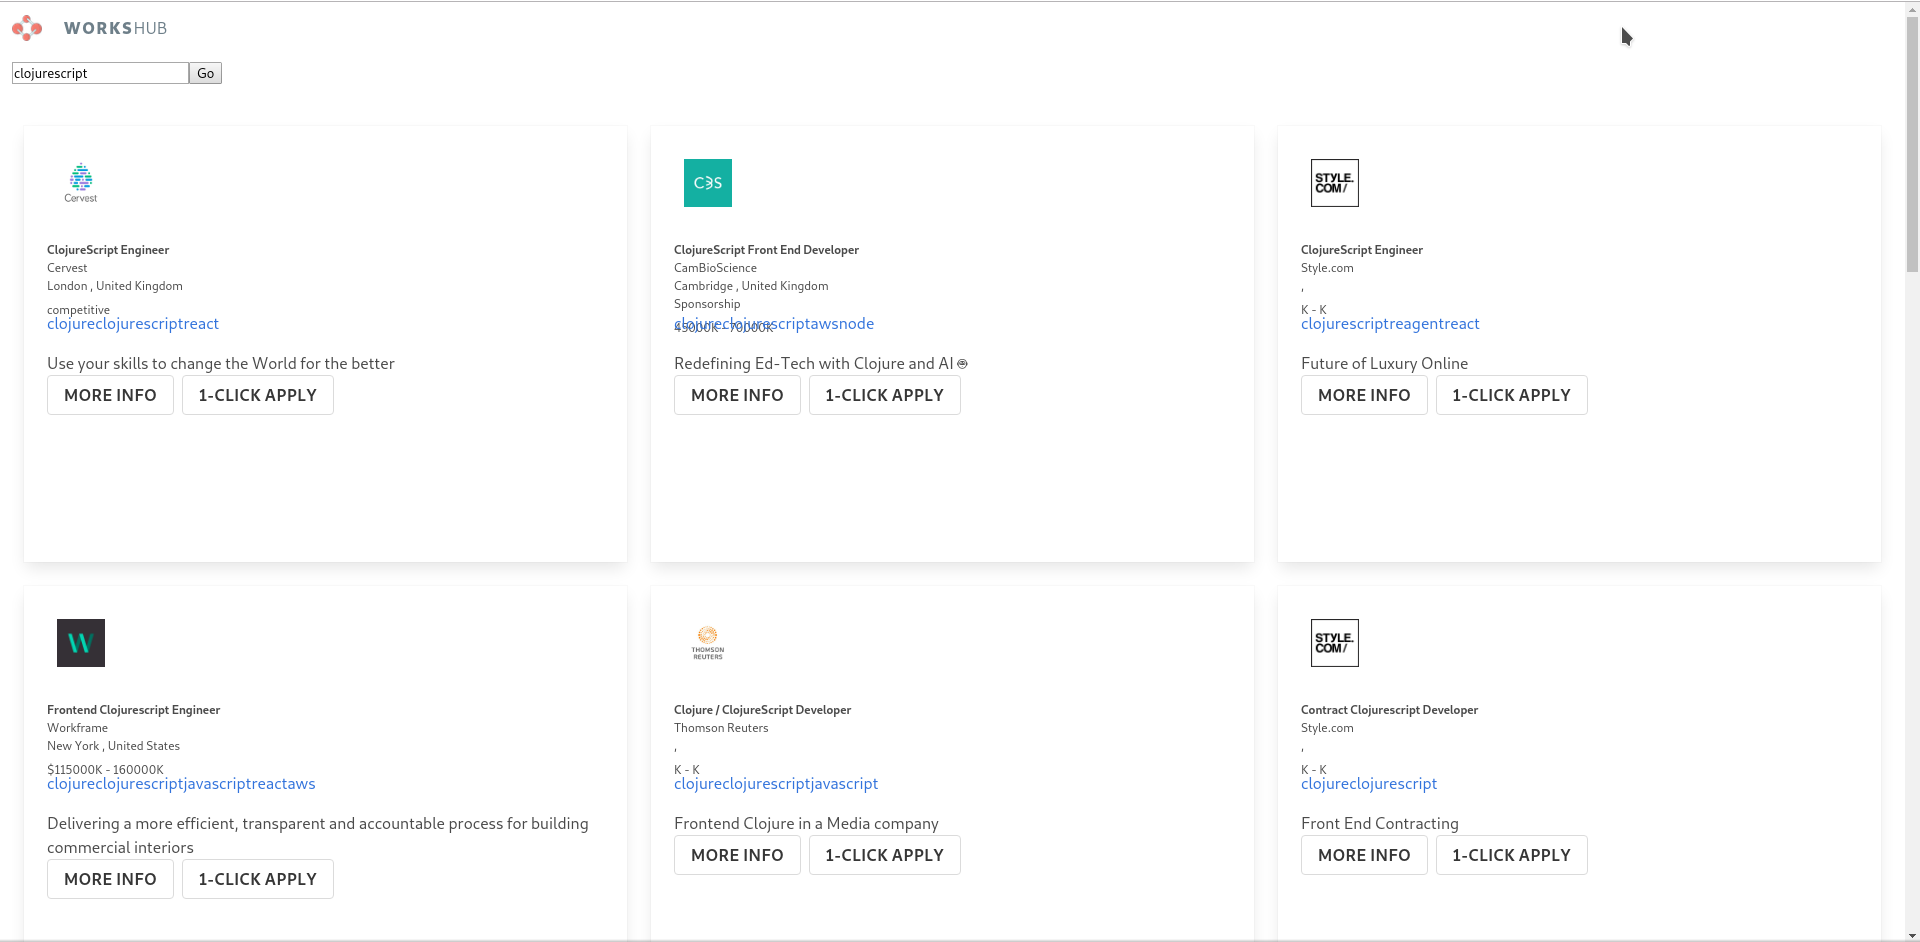 WORKSHUB
clojurescript Go
Cervest
ClojureScript Engineer
Cervest
London , United Kingdom
competitive
clojureclojurescriptreact
Use your skills to change the World for the better
MORE INFO 1-CLICK APPLY
C3S
ClojureScript Front End Developer
CamBioScience
Cambridge , United Kingdom
Sponsorship
45000K - 70000K
clojureclojurescriptawsnode
Redefining Ed-Tech with Clojure and AI
MORE INFO 1-CLICK APPLY
STYLE.
COM/
ClojureScript Engineer
Style.com
,
K - K
clojurescriptreagentreact
Future of Luxury Online
MORE INFO 1-CLICK APPLY
W
Frontend Clojurescript Engineer
Workframe
New York , United States
$115000K - 160000K
clojureclojurescriptjavascriptreactaws
Delivering a more efficient, transparent and accountable process for building
commercial interiors
MORE INFO 1-CLICK APPLY
THOMSON
REUTERS
Clojure / ClojureScript Developer
Thomson Reuters
,
K - K
clojureclojurescriptjavascript
Frontend Clojure in a Media company
MORE INFO 1-CLICK APPLY
STYLE.
COM/
Contract Clojurescript Developer
Style.com
,
K - K
clojureclojurescript
Front End Contracting
MORE INFO 1-CLICK APPLY